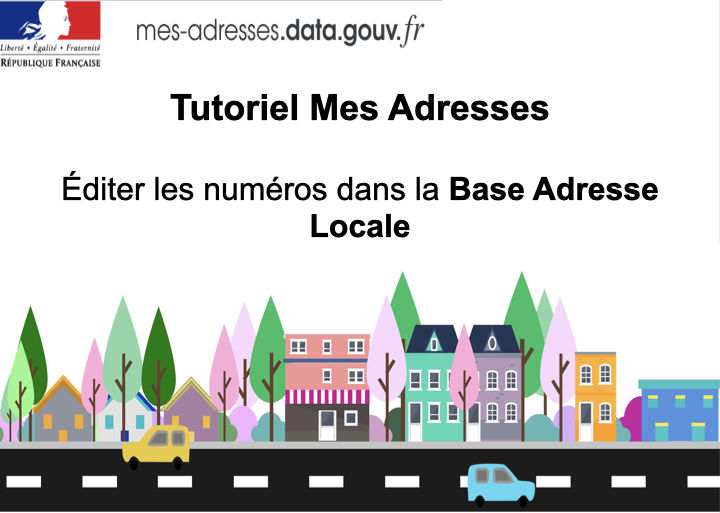 Liberté • Égalité • Fraternité
RÉPUBLIQUE FRANÇAISE
mes-adresses.data.gouv.fr
Tutoriel Mes Adresses
Éditer les numéros dans la Base Adresse
Locale